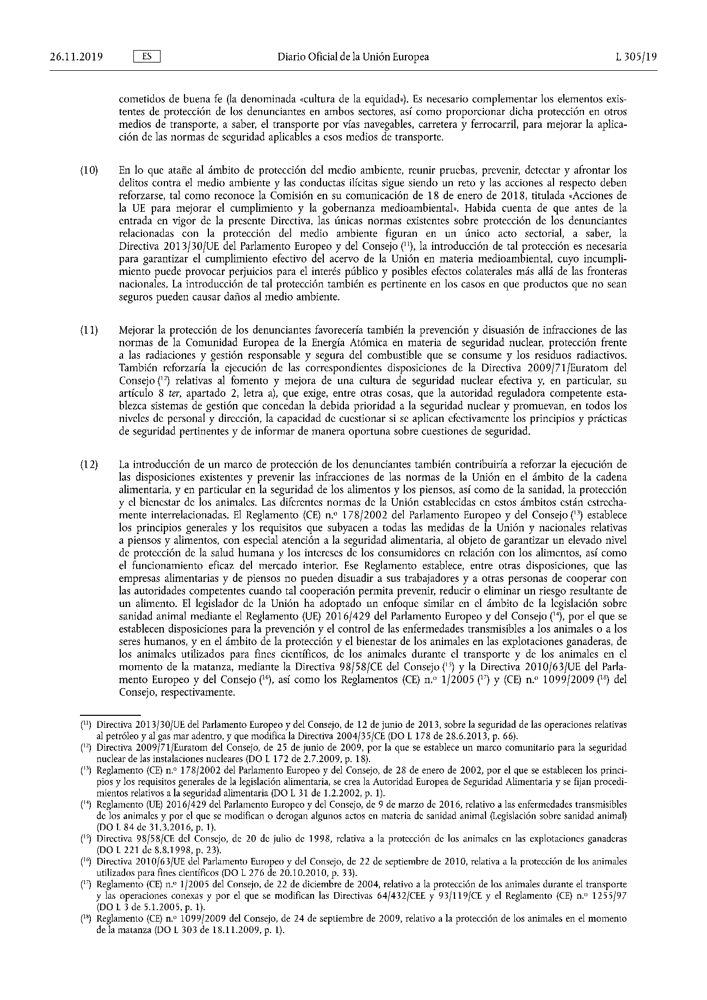 26.11.2019 ES Diario Oficial de la Unión Europea L 305/19
cometidos de buena fe (la denominada «cultura de la equidad»). Es necesario complementar los elementos exis-
tentes de protección de los denunciantes en ambos sectores, así como proporcionar dicha protección en otros
medios de transporte, a saber, el transporte por vías navegables, carretera y ferrocarril, para mejorar la aplica-
ción de las normas de seguridad aplicables a esos medios de transporte.
(10) En lo que atañe al ámbito de protección del medio ambiente, reunir pruebas, prevenir, detectar y afrontar los
delitos contra el medio ambiente y las conductas ilícitas sigue siendo un reto y las acciones al respecto deben
reforzarse, tal como reconoce la Comisión en su comunicación de 18 de enero de 2018, titulada «Acciones de
la UE para mejorar el cumplimiento y la gobernanza medioambiental». Habida cuenta de que antes de la
entrada en vigor de la presente Directiva, las únicas normas existentes sobre protección de los denunciantes
relacionadas con la protección del medio ambiente figuran en un único acto sectorial, a saber, la
Directiva 2013/30/UE del Parlamento Europeo y del Consejo (¹¹), la introducción de tal protección es necesaria
para garantizar el cumplimiento efectivo del acervo de la Unión en materia medioambiental, cuyo incumpli-
miento puede provocar perjuicios para el interés público y posibles efectos colaterales más allá de las fronteras
nacionales. La introducción de tal protección también es pertinente en los casos en que productos que no sean
seguros pueden causar daños al medio ambiente.
(11) Mejorar la protección de los denunciantes favorecería también la prevención y disuasión de infracciones de las
normas de la Comunidad Europea de la Energía Atómica en materia de seguridad nuclear, protección frente
a las radiaciones y gestión responsable y segura del combustible que se consume y los residuos radiactivos.
También reforzaría la ejecución de las correspondientes disposiciones de la Directiva 2009/71/Euratom del
Consejo (¹²) relativas al fomento y mejora de una cultura de seguridad nuclear efectiva y, en particular, su
artículo 8 ter, apartado 2, letra a), que exige, entre otras cosas, que la autoridad reguladora competente esta-
blezca sistemas de gestión que concedan la debida prioridad a la seguridad nuclear y promuevan, en todos los
niveles de personal y dirección, la capacidad de cuestionar si se aplican efectivamente los principios y prácticas
de seguridad pertinentes y de informar de manera oportuna sobre cuestiones de seguridad.
(12) La introducción de un marco de protección de los denunciantes también contribuiría a reforzar la ejecución de
las disposiciones existentes y prevenir las infracciones de las normas de la Unión en el ámbito de la cadena
alimentaria, y en particular en la seguridad de los alimentos y los piensos, así como de la sanidad, la protección
y el bienestar de los animales. Las diferentes normas de la Unión establecidas en estos ámbitos están estrecha-
mente interrelacionadas. El Reglamento (CE) n.º 178/2002 del Parlamento Europeo y del Consejo (¹³) establece
los principios generales y los requisitos que subyacen a todas las medidas de la Unión y nacionales relativas
a piensos y alimentos, con especial atención a la seguridad alimentaria, al objeto de garantizar un elevado nivel
de protección de la salud humana y los intereses de los consumidores en relación con los alimentos, así como
el funcionamiento eficaz del mercado interior. Ese Reglamento establece, entre otras disposiciones, que las
empresas alimentarias y de piensos no pueden disuadir a sus trabajadores y a otras personas de cooperar con
las autoridades competentes cuando tal cooperación permita prevenir, reducir o eliminar un riesgo resultante de
un alimento. El legislador de la Unión ha adoptado un enfoque similar en el ámbito de la legislación sobre
sanidad animal mediante el Reglamento (UE) 2016/429 del Parlamento Europeo y del Consejo (¹⁴), por el que se
establecen disposiciones para la prevención y el control de las enfermedades transmisibles a los animales o a los
seres humanos, y en el ámbito de la protección y el bienestar de los animales en las explotaciones ganaderas, de
los animales utilizados para fines científicos, de los animales durante el transporte y de los animales en el
momento de la matanza, mediante la Directiva 98/58/CE del Consejo (¹⁵) y la Directiva 2010/63/UE del Parla-
mento Europeo y del Consejo (¹⁶), así como los Reglamentos (CE) n.º 1/2005 (¹⁷) y (CE) n.º 1099/2009 (¹⁸) del
Consejo, respectivamente.
(¹¹) Directiva 2013/30/UE del Parlamento Europeo y del Consejo, de 12 de junio de 2013, sobre la seguridad de las operaciones relativas
al petróleo y al gas mar adentro, y que modifica la Directiva 2004/35/CE (DO L 178 de 28.6.2013, p. 66).
(¹²) Directiva 2009/71/Euratom del Consejo, de 25 de junio de 2009, por la que se establece un marco comunitario para la seguridad
nuclear de las instalaciones nucleares (DO L 172 de 2.7.2009, p. 18).
(¹³) Reglamento (CE) n.º 178/2002 del Parlamento Europeo y del Consejo, de 28 de enero de 2002, por el que se establecen los princi-
pios y los requisitos generales de la legislación alimentaria, se crea la Autoridad Europea de Seguridad Alimentaria y se fijan procedi-
mientos relativos a la seguridad alimentaria (DO L 31 de 1.2.2002, p. 1).
(¹⁴) Reglamento (UE) 2016/429 del Parlamento Europeo y del Consejo, de 9 de marzo de 2016, relativo a las enfermedades transmisibles
de los animales y por el que se modifican o derogan algunos actos en materia de sanidad animal (Legislación sobre sanidad animal)
(DO L 84 de 31.3.2016, p. 1).
(¹⁵) Directiva 98/58/CE del Consejo, de 20 de julio de 1998, relativa a la protección de los animales en las explotaciones ganaderas
(DO L 221 de 8.8.1998, p. 23).
(¹⁶) Directiva 2010/63/UE del Parlamento Europeo y del Consejo, de 22 de septiembre de 2010, relativa a la protección de los animales
utilizados para fines científicos (DO L 276 de 20.10.2010, p. 33).
(¹⁷) Reglamento (CE) n.º 1/2005 del Consejo, de 22 de diciembre de 2004, relativo a la protección de los animales durante el transporte
y las operaciones conexas y por el que se modifican las Directivas 64/432/CEE y 93/119/CE y el Reglamento (CE) n.º 1255/97
(DO L 3 de 5.1.2005, p. 1).
(¹⁸) Reglamento (CE) n.º 1099/2009 del Consejo, de 24 de septiembre de 2009, relativo a la protección de los animales en el momento
de la matanza (DO L 303 de 18.11.2009, p. 1).